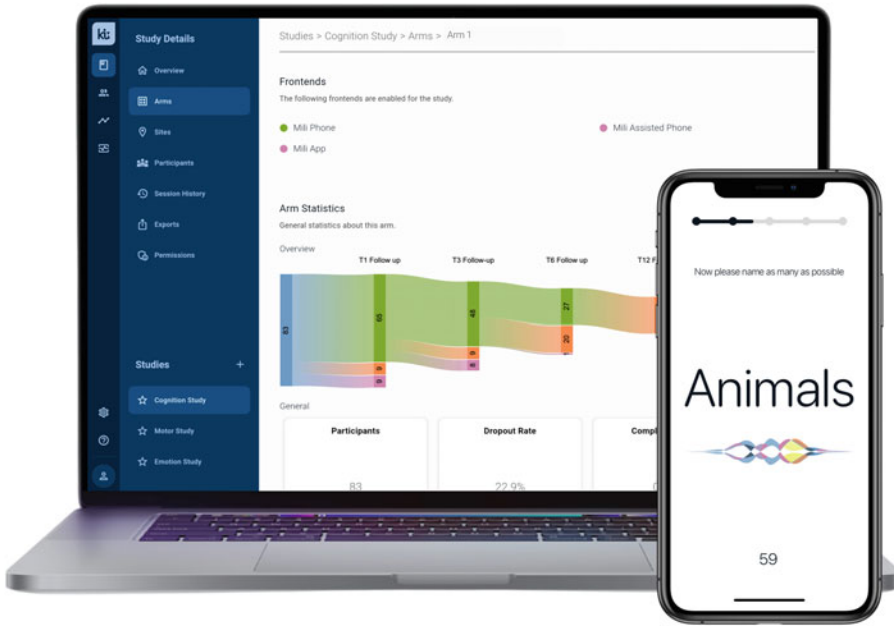 kt:
Study Details
Overview
Arms
Sites
Participants
Session History
Exports
Permissions
Studies +
Cognition Study
Motor Study
Emotion Study
Studies > Cognition Study > Arms > Arm 1
Frontends
The following frontends are enabled for the study.
Mili Phone
Mili Assisted Phone
Mili App
Arm Statistics
General statistics about this arm.
Overview
T1 Follow up
T3 Follow-up
T6 Follow up
T12 F
83
65
9
9
48
9
8
27
20
General
Participants
Dropout Rate
Compl
83
22.9%
Now please name as many as possible
Animals
59